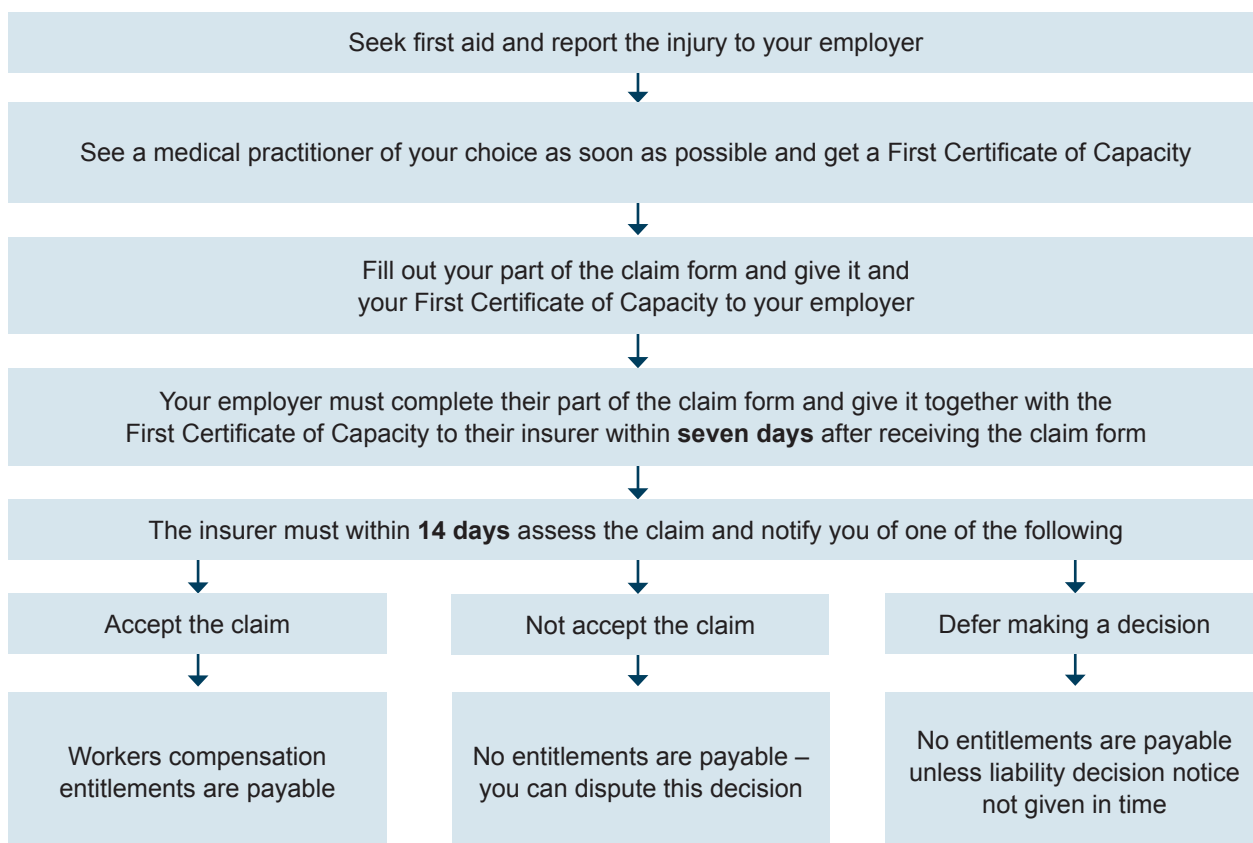 Seek first aid and report the injury to your employer
See a medical practitioner of your choice as soon as possible and get a First Certificate of Capacity
Fill out your part of the claim form and give it and
your First Certificate of Capacity to your employer
Your employer must complete their part of the claim form and give it together with the
First Certificate of Capacity to their insurer within seven days after receiving the claim form
The insurer must within 14 days assess the claim and notify you of one of the following
Accept the claim
Not accept the claim
Defer making a decision
Workers compensation
entitlements are payable
No entitlements are payable –
you can dispute this decision
No entitlements are payable
unless liability decision notice
not given in time